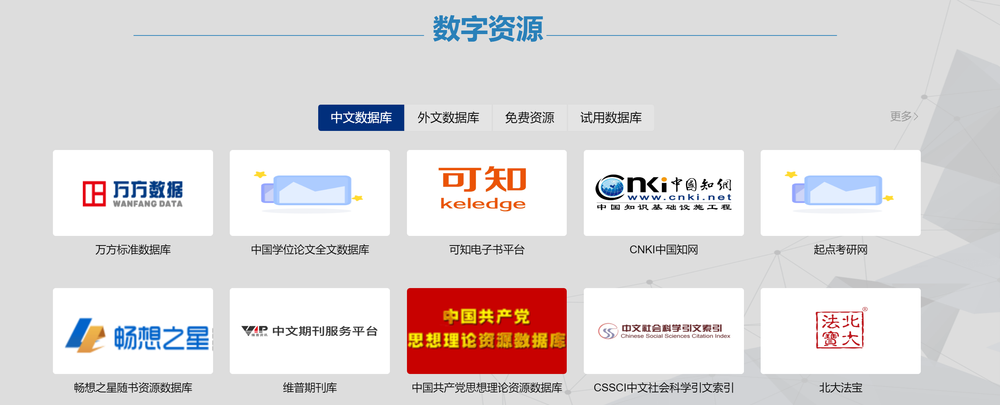 数字资源
中文数据库 外文数据库 免费资源 试用数据库 更多>
万方数据
WANFANG DATA
可知
keledge
cnki 中國知網
www.cnki.net
中国知识基础设施工程
万方标准数据库 中国学位论文全文数据库 可知电子书平台 CNKI中国知网 起点考研网
畅想之星
VIP 维普资讯 中文期刊服务平台
中国共产党
思想理论资源数据库
中文社会科学引文索引
Chinese Social Sciences Citation Index
北大
法寶
®
畅想之星随书资源数据库 维普期刊库 中国共产党思想理论资源数据库 CSSCI中文社会科学引文索引 北大法宝